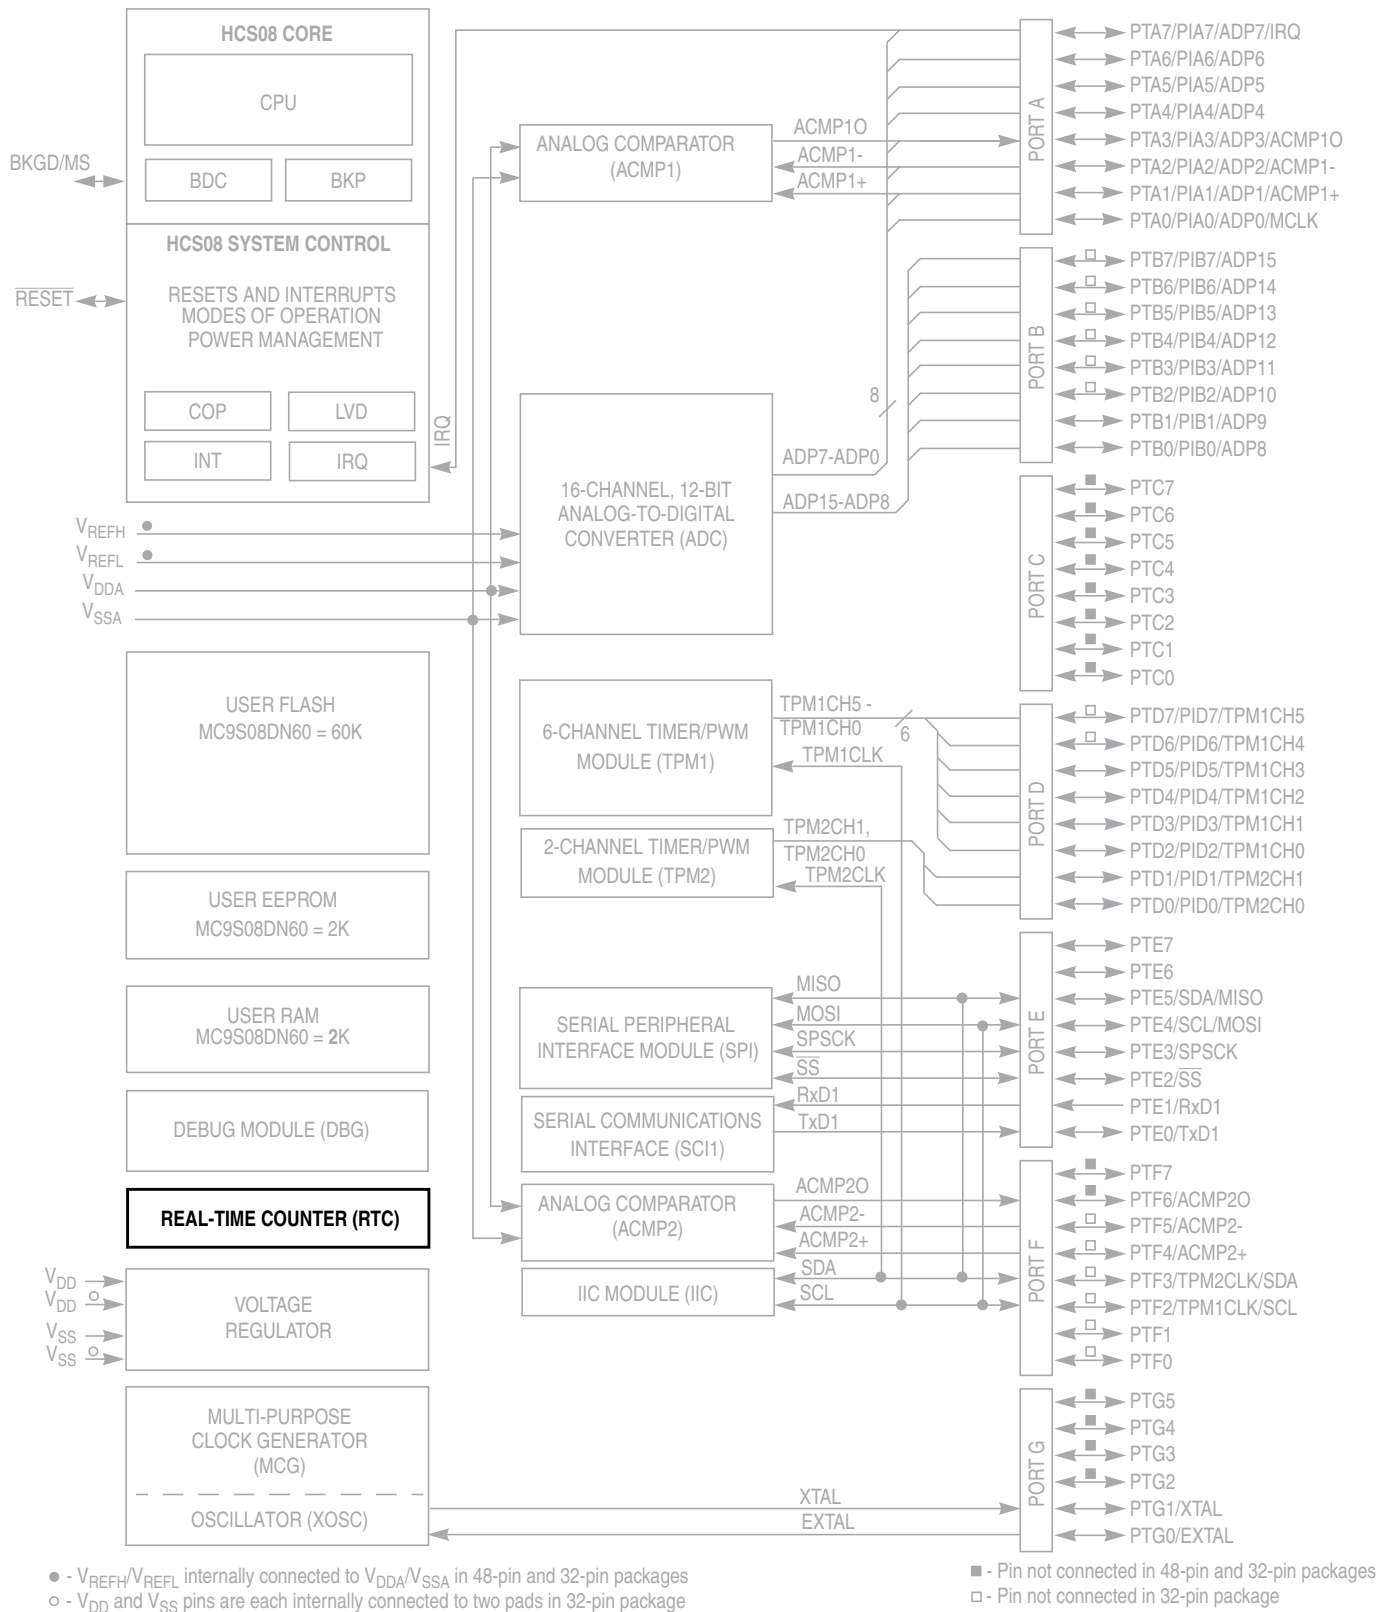 HCS08 CORE
CPU
BDC
BKP
BKGD/MS
HCS08 SYSTEM CONTROL
RESETS AND INTERRUPTS
MODES OF OPERATION
POWER MANAGEMENT
RESET
COP
LVD
INT
IRQ
IRQ
VREFH
VREFL
VDDA
VSSA
USER FLASH
MC9S08DN60 = 60K
USER EEPROM
MC9S08DN60 = 2K
USER RAM
MC9S08DN60 = 2K
DEBUG MODULE (DBG)
REAL-TIME COUNTER (RTC)
VDD
VDD
VSS
VSS
VOLTAGE
REGULATOR
MULTI-PURPOSE
CLOCK GENERATOR
(MCG)
OSCILLATOR (XOSC)
ANALOG COMPARATOR
(ACMP1)
ACMP1O
ACMP1-
ACMP1+
16-CHANNEL, 12-BIT
ANALOG-TO-DIGITAL
CONVERTER (ADC)
8
ADP7-ADP0
ADP15-ADP8
6-CHANNEL TIMER/PWM
MODULE (TPM1)
TPM1CH5 -
TPM1CH0
6
TPM1CLK
2-CHANNEL TIMER/PWM
MODULE (TPM2)
TPM2CH1,
TPM2CH0
TPM2CLK
SERIAL PERIPHERAL
INTERFACE MODULE (SPI)
MISO
MOSI
SPSCK
SS
SERIAL COMMUNICATIONS
INTERFACE (SCI1)
RxD1
TxD1
ANALOG COMPARATOR
(ACMP2)
ACMP2O
ACMP2-
ACMP2+
IIC MODULE (IIC)
SDA
SCL
XTAL
EXTAL
PORT A
PTA7/PIA7/ADP7/IRQ
PTA6/PIA6/ADP6
PTA5/PIA5/ADP5
PTA4/PIA4/ADP4
PTA3/PIA3/ADP3/ACMP1O
PTA2/PIA2/ADP2/ACMP1-
PTA1/PIA1/ADP1/ACMP1+
PTA0/PIA0/ADP0/MCLK
PORT B
PTB7/PIB7/ADP15
PTB6/PIB6/ADP14
PTB5/PIB5/ADP13
PTB4/PIB4/ADP12
PTB3/PIB3/ADP11
PTB2/PIB2/ADP10
PTB1/PIB1/ADP9
PTB0/PIB0/ADP8
PORT C
PTC7
PTC6
PTC5
PTC4
PTC3
PTC2
PTC1
PTC0
PORT D
PTD7/PID7/TPM1CH5
PTD6/PID6/TPM1CH4
PTD5/PID5/TPM1CH3
PTD4/PID4/TPM1CH2
PTD3/PID3/TPM1CH1
PTD2/PID2/TPM1CH0
PTD1/PID1/TPM2CH1
PTD0/PID0/TPM2CH0
PORT E
PTE7
PTE6
PTE5/SDA/MISO
PTE4/SCL/MOSI
PTE3/SPSCK
PTE2/SS
PTE1/RxD1
PTE0/TxD1
PORT F
PTF7
PTF6/ACMP2O
PTF5/ACMP2-
PTF4/ACMP2+
PTF3/TPM2CLK/SDA
PTF2/TPM1CLK/SCL
PTF1
PTF0
PORT G
PTG5
PTG4
PTG3
PTG2
PTG1/XTAL
PTG0/EXTAL
● - VREFH/VREFL internally connected to VDDA/VSSA in 48-pin and 32-pin packages
○ - VDD and VSS pins are each internally connected to two pads in 32-pin package
■ - Pin not connected in 48-pin and 32-pin packages
□ - Pin not connected in 32-pin package